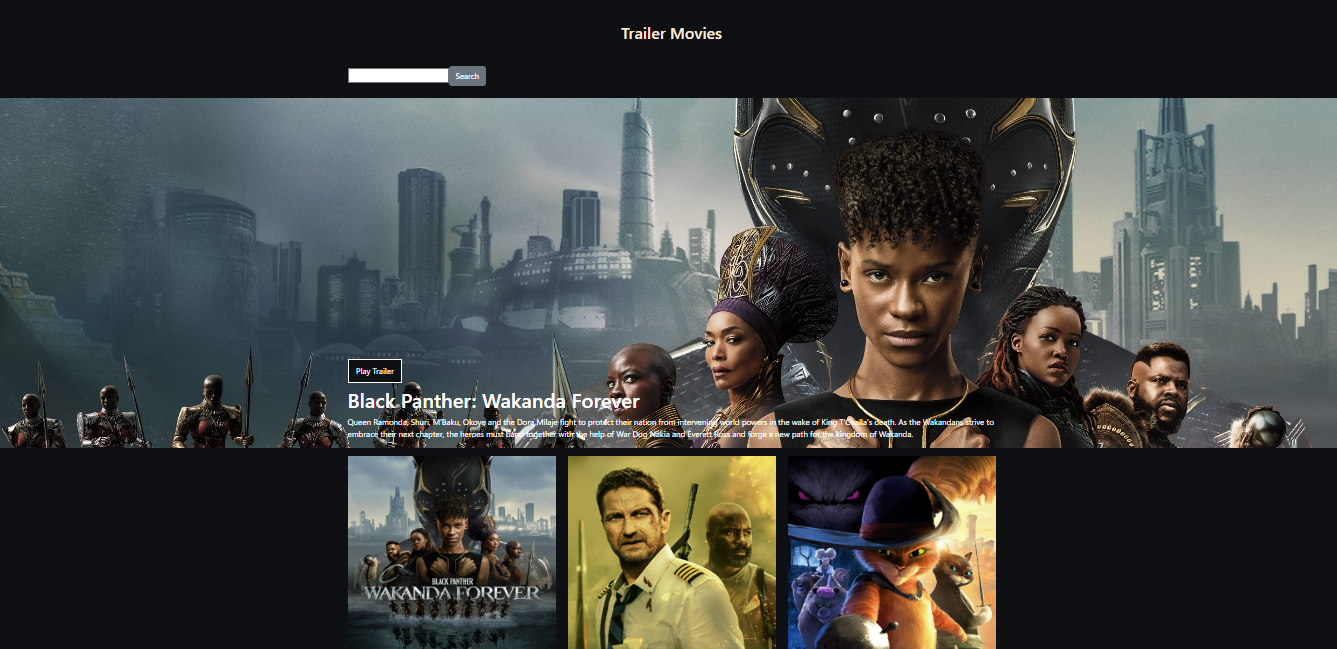 Trailer Movies
Search
Play Trailer
Black Panther: Wakanda Forever
Queen Ramonda, Shuri, M'Baku, Okoye and the Dora Milaje fight to protect their nation from intervening world powers in the wake of King T'Challa's death. As the Wakandans strive to
embrace their next chapter, the heroes must band together with the help of War Dog Nakia and Everett Ross and forge a new path for the kingdom of Wakanda.
BLACK PANTHER
WAKANDA FOREVER